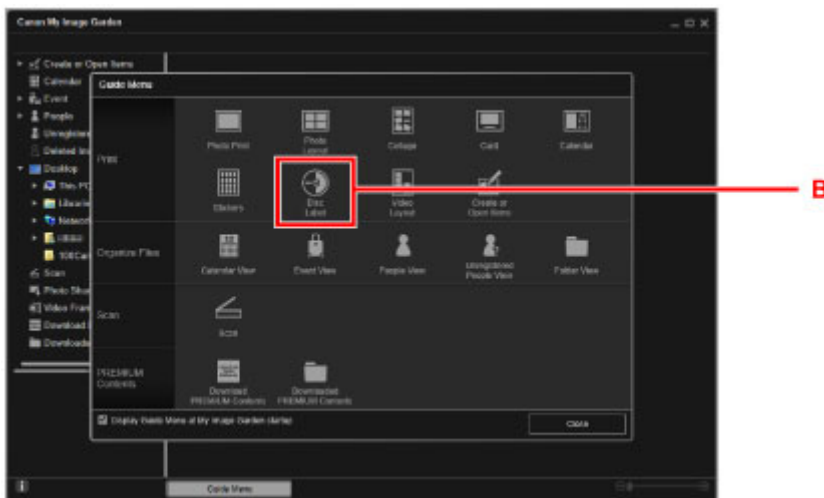 Canon My Image Garden
Create or Open Items
Calendar
Event
People
Unregistered
Deleted
Desktop
This PC
Libraries
Network
Scan
Photo
Video
Download
Guide Menu
Print
Photo Print
Photo
Layout
Collage
Card
Calendar
Stickers
Disc
Label
Video
Layout
Create or
Open Items
B
Organize Files
Calendar View
Event View
People View
Unregistered
People View
Folder View
Scan
Scan
PREMIUM
Contents
Download
PREMIUM Contents
Downloaded
PREMIUM Contents
Display Guide Menu at My Image Garden startup
Close
Guide Menu